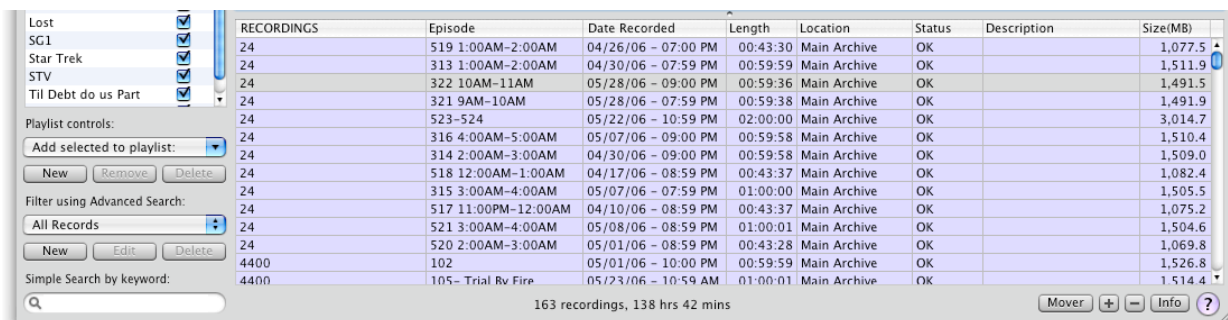 Lost
SG1
Star Trek
STV
Til Debt do us Part
Playlist controls:
Add selected to playlist:
New Remove Delete
Filter using Advanced Search:
All Records
New Edit Delete
Simple Search by keyword:
RECORDINGS Episode Date Recorded Length Location Status Description Size(MB)
24 519 1:00AM-2:00AM 04/26/06 - 07:00 PM 00:43:30 Main Archive OK 1,077.5
24 313 1:00AM-2:00AM 04/30/06 - 07:59 PM 00:59:59 Main Archive OK 1,511.9
24 322 10AM-11AM 05/28/06 - 09:00 PM 00:59:36 Main Archive OK 1,491.5
24 321 9AM-10AM 05/28/06 - 07:59 PM 00:59:38 Main Archive OK 1,491.9
24 523-524 05/22/06 - 10:59 PM 02:00:00 Main Archive OK 3,014.7
24 316 4:00AM-5:00AM 05/07/06 - 09:00 PM 00:59:58 Main Archive OK 1,510.4
24 314 2:00AM-3:00AM 04/30/06 - 09:00 PM 00:59:58 Main Archive OK 1,509.0
24 518 12:00AM-1:00AM 04/17/06 - 08:59 PM 00:43:37 Main Archive OK 1,082.4
24 315 3:00AM-4:00AM 05/07/06 - 07:59 PM 01:00:00 Main Archive OK 1,505.5
24 517 11:00PM-12:00AM 04/10/06 - 08:59 PM 00:43:37 Main Archive OK 1,075.2
24 521 3:00AM-4:00AM 05/08/06 - 08:59 PM 01:00:01 Main Archive OK 1,504.6
24 520 2:00AM-3:00AM 05/01/06 - 08:59 PM 00:43:28 Main Archive OK 1,069.8
4400 102 05/01/06 - 10:00 PM 00:59:59 Main Archive OK 1,526.8
4400 105- Trial By Fire 05/23/06 - 10:59 AM 01:00:01 Main Archive OK 1,514.4
163 recordings, 138 hrs 42 mins
Mover + - Info ?